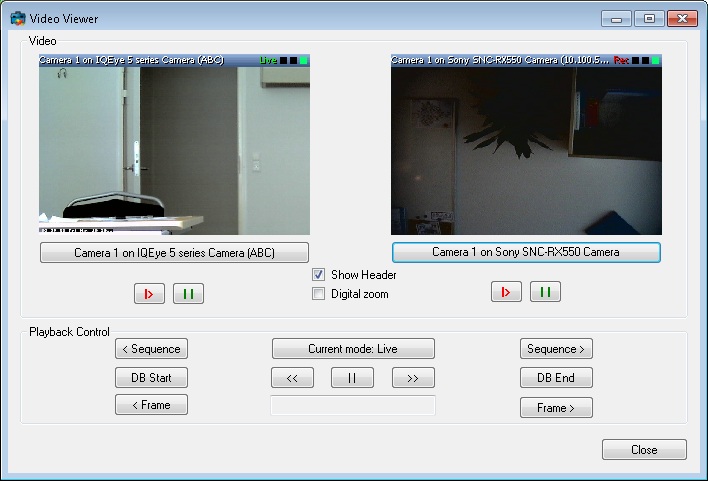 Video Viewer
Video
Camera 1 on IQEye 5 series Camera (ABC) Live
Camera 1 on Sony SNC-RX550 Camera (10.100.5... Rec
Camera 1 on IQEye 5 series Camera (ABC)
Camera 1 on Sony SNC-RX550 Camera
Show Header
Digital zoom
Playback Control
< Sequence
Current mode: Live
Sequence >
DB Start
<<
||
>>
DB End
< Frame
Frame >
Close